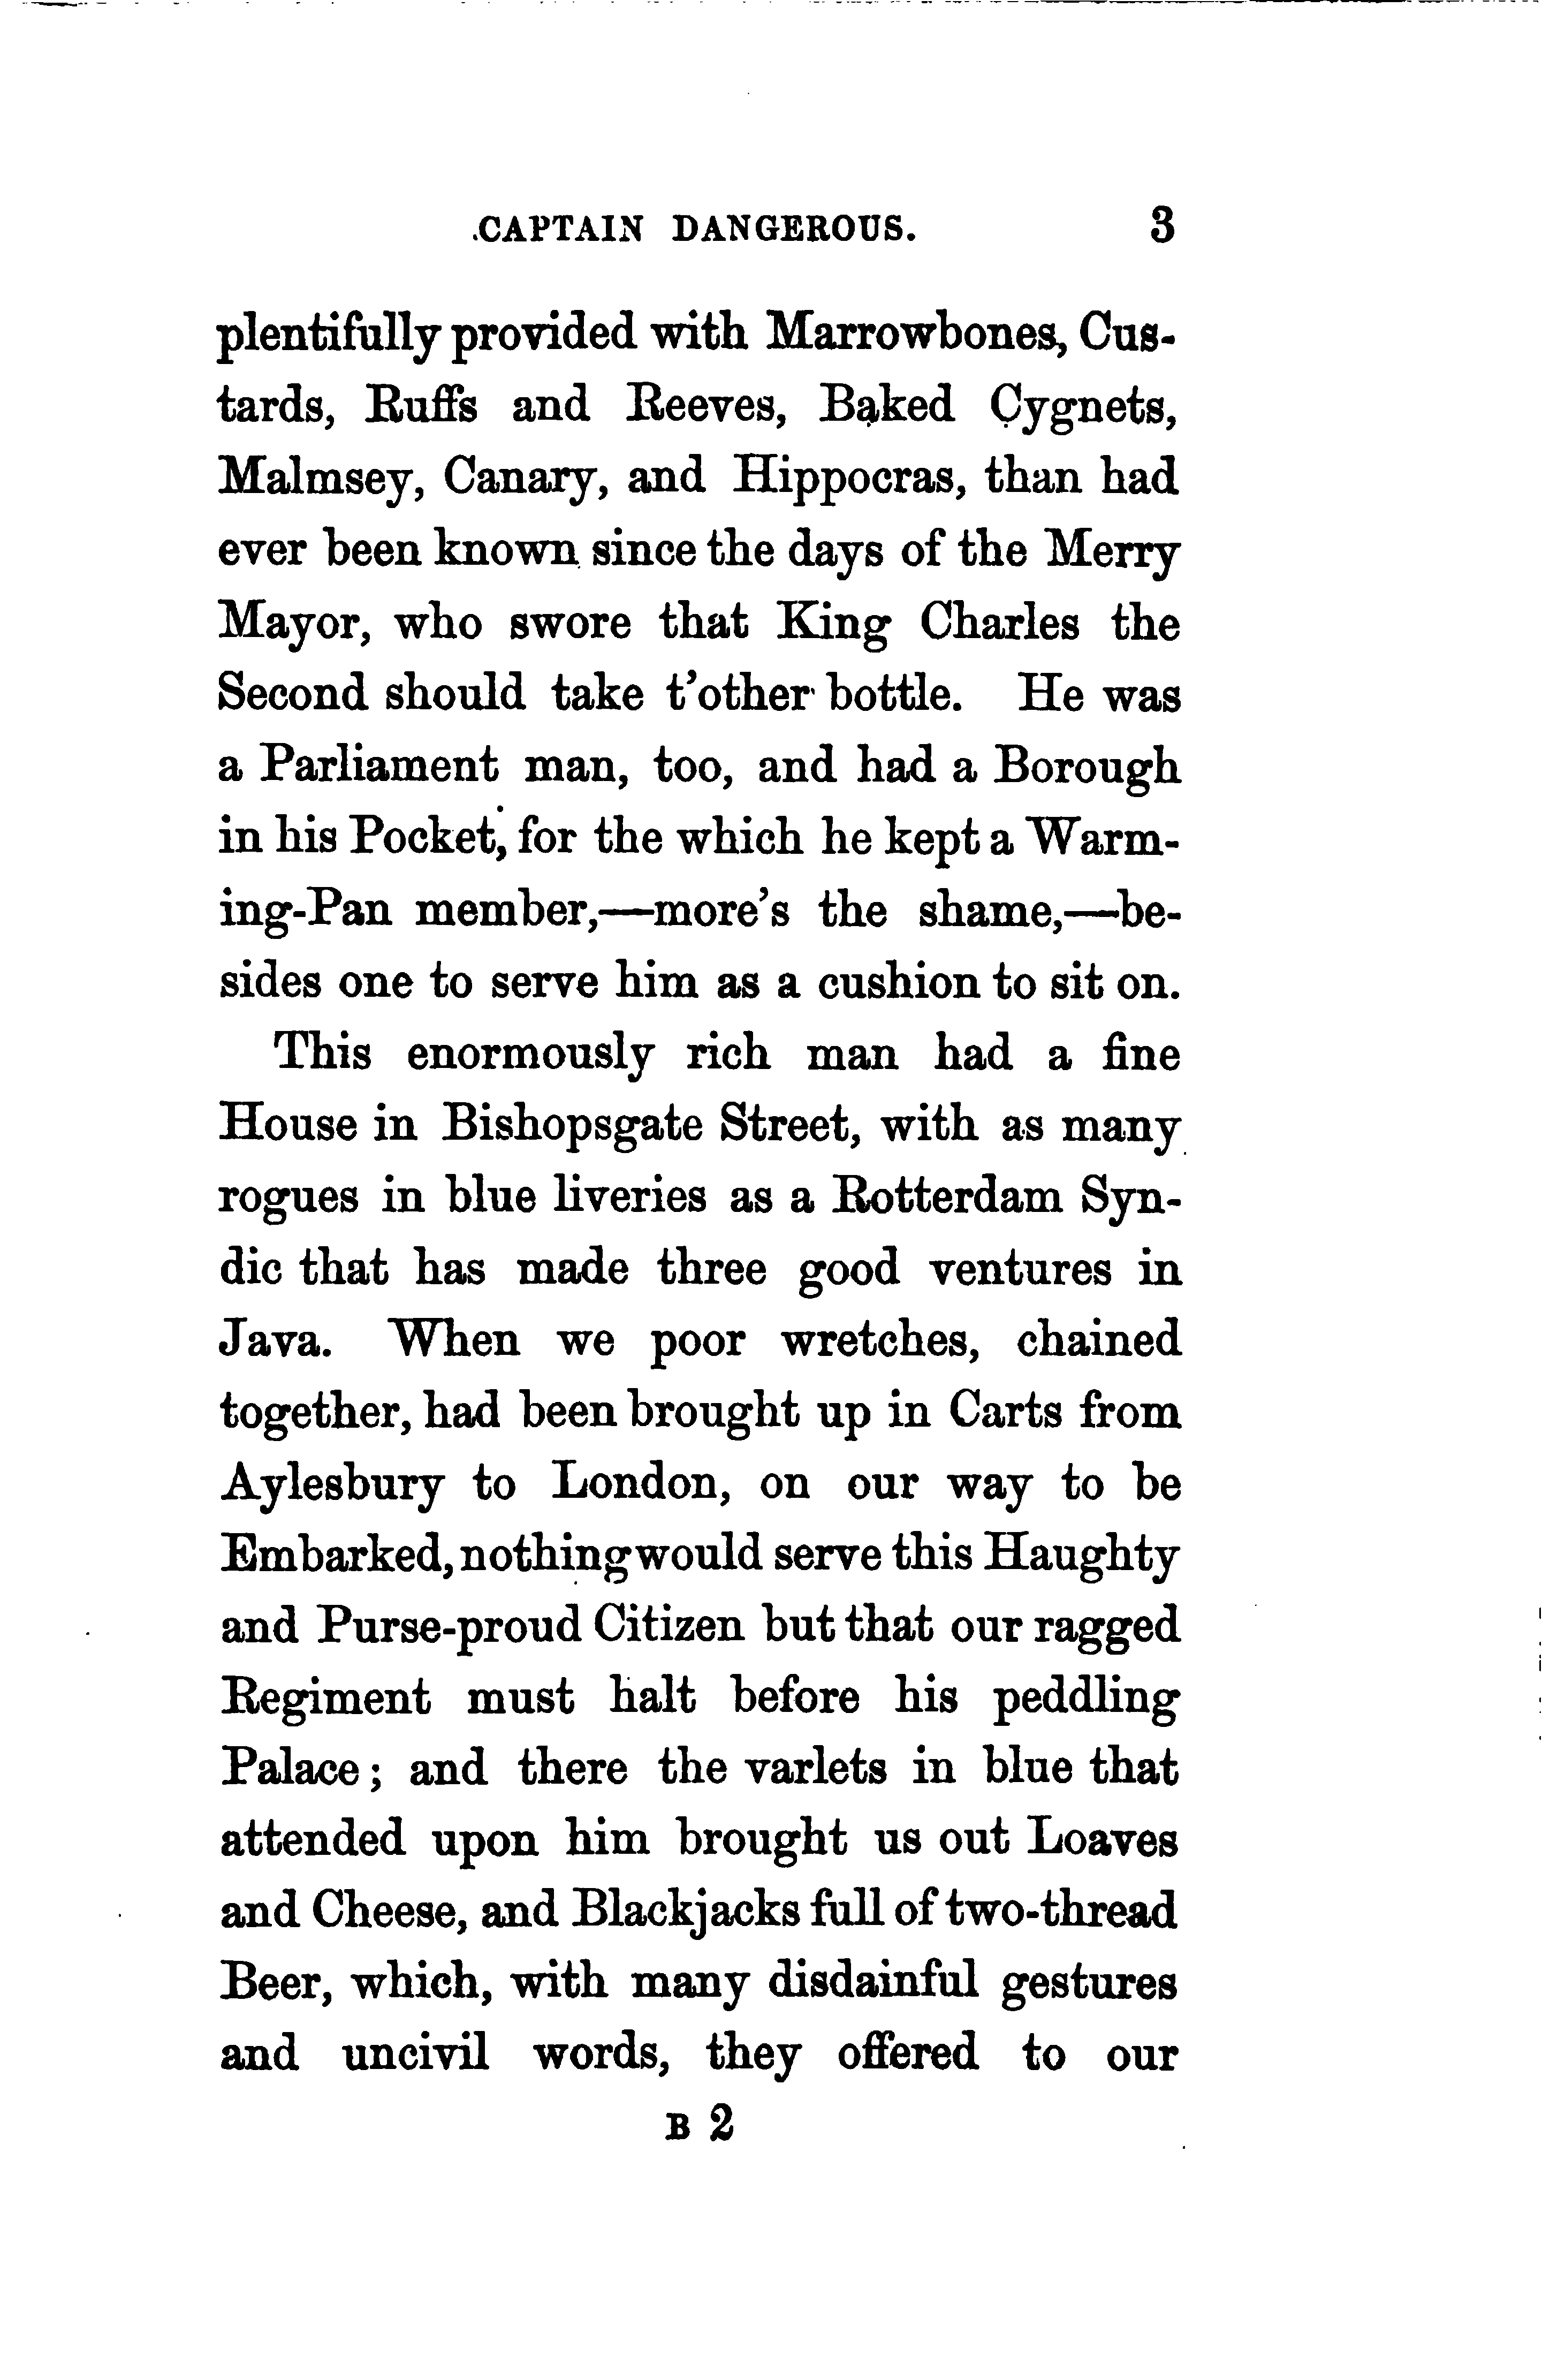 CAPTAIN DANGEROUS. 3
plentifully provided with Marrowbones, Cus-
tards, Ruffs and Reeves, Baked Cygnets,
Malmsey, Canary, and Hippocras, than had
ever been known since the days of the Merry
Mayor, who swore that King Charles the
Second should take t'other bottle. He was
a Parliament man, too, and had a Borough
in his Pocket, for the which he kept a Warm-
ing-Pan member,—more's the shame,—be-
sides one to serve him as a cushion to sit on.
This enormously rich man had a fine
House in Bishopsgate Street, with as many
rogues in blue liveries as a Rotterdam Syn-
dic that has made three good ventures in
Java. When we poor wretches, chained
together, had been brought up in Carts from
Aylesbury to London, on our way to be
Embarked, nothing would serve this Haughty
and Purse-proud Citizen but that our ragged
Regiment must halt before his peddling
Palace; and there the varlets in blue that
attended upon him brought us out Loaves
and Cheese, and Blackjacks full of two-thread
Beer, which, with many disdainful gestures
and uncivil words, they offered to our
B 2